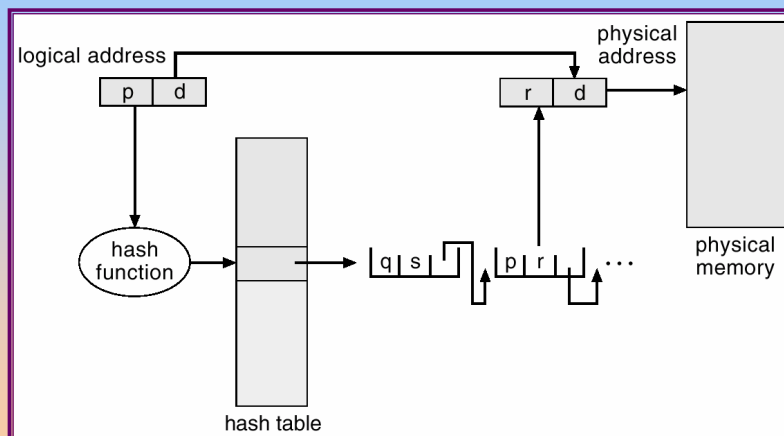 logical address
physical
address
p d
r d
hash
function
q s
p r
...
physical
memory
hash table